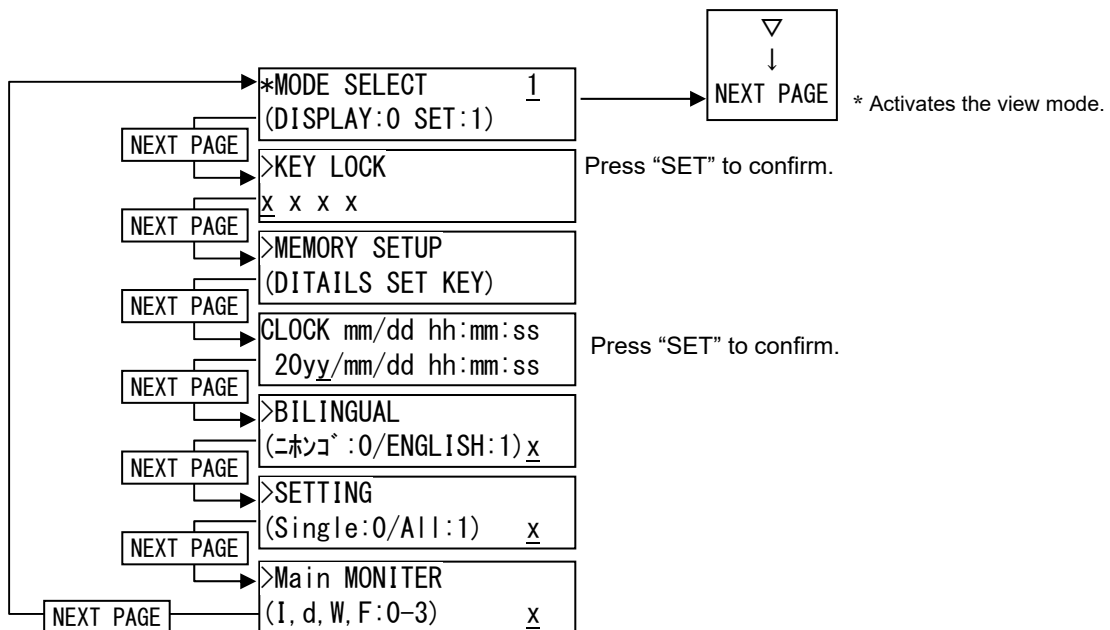 ▽
↓
NEXT PAGE
* Activates the view mode.
*MODE SELECT 1
(DISPLAY:0 SET:1)
NEXT PAGE
>KEY LOCK
x x x x
Press “SET” to confirm.
NEXT PAGE
>MEMORY SETUP
(DITAILS SET KEY)
NEXT PAGE
CLOCK mm/dd hh:mm:ss
20yy/mm/dd hh:mm:ss
Press “SET” to confirm.
NEXT PAGE
>BILINGUAL
(ﾆﾎﾝｺﾞ:0/ENGLISH:1) x
NEXT PAGE
>SETTING
(Single:0/All:1) x
NEXT PAGE
>Main MONITER
(I,d,W,F:0-3) x
NEXT PAGE